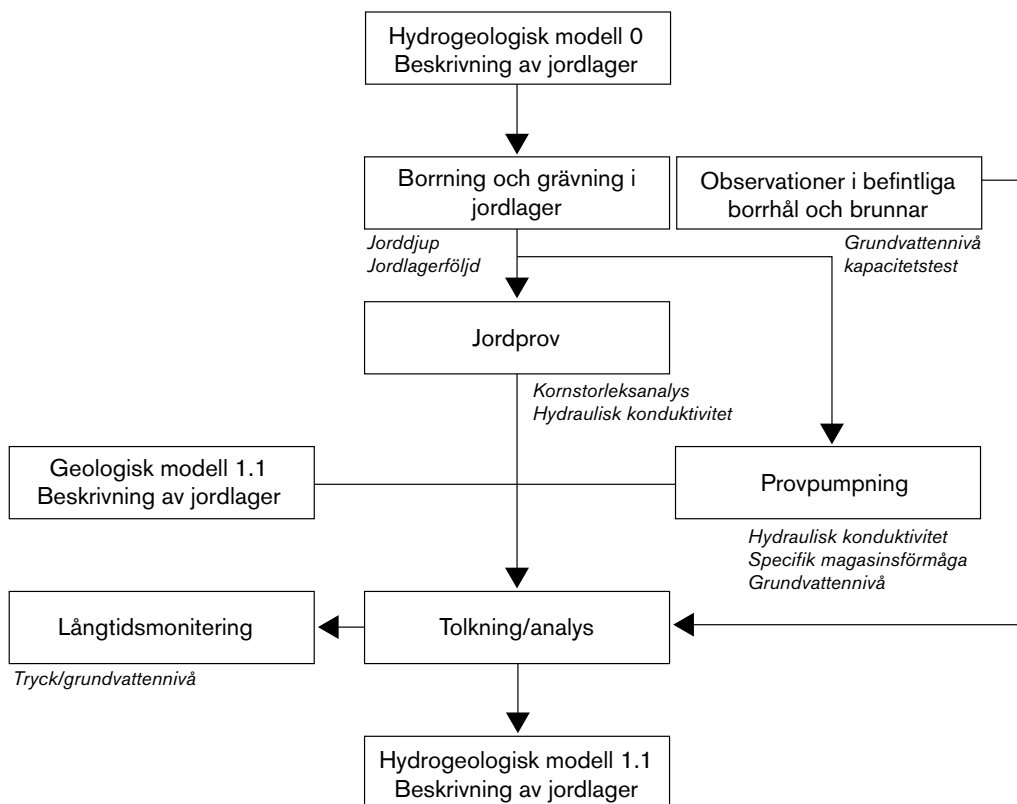 Hydrogeologisk modell 0
Beskrivning av jordlager
Borrning och grävning i
jordlager
Observationer i befintliga
borrhål och brunnar
Jorddjup
Jordlagerföljd
Grundvattennivå
kapacitetstest
Jordprov
Kornstorleksanalys
Hydraulisk konduktivitet
Geologisk modell 1.1
Beskrivning av jordlager
Provpumpning
Hydraulisk konduktivitet
Specifik magasinsförmåga
Grundvattennivå
Långtidsmonitering
Tolkning/analys
Tryck/grundvattennivå
Hydrogeologisk modell 1.1
Beskrivning av jordlager